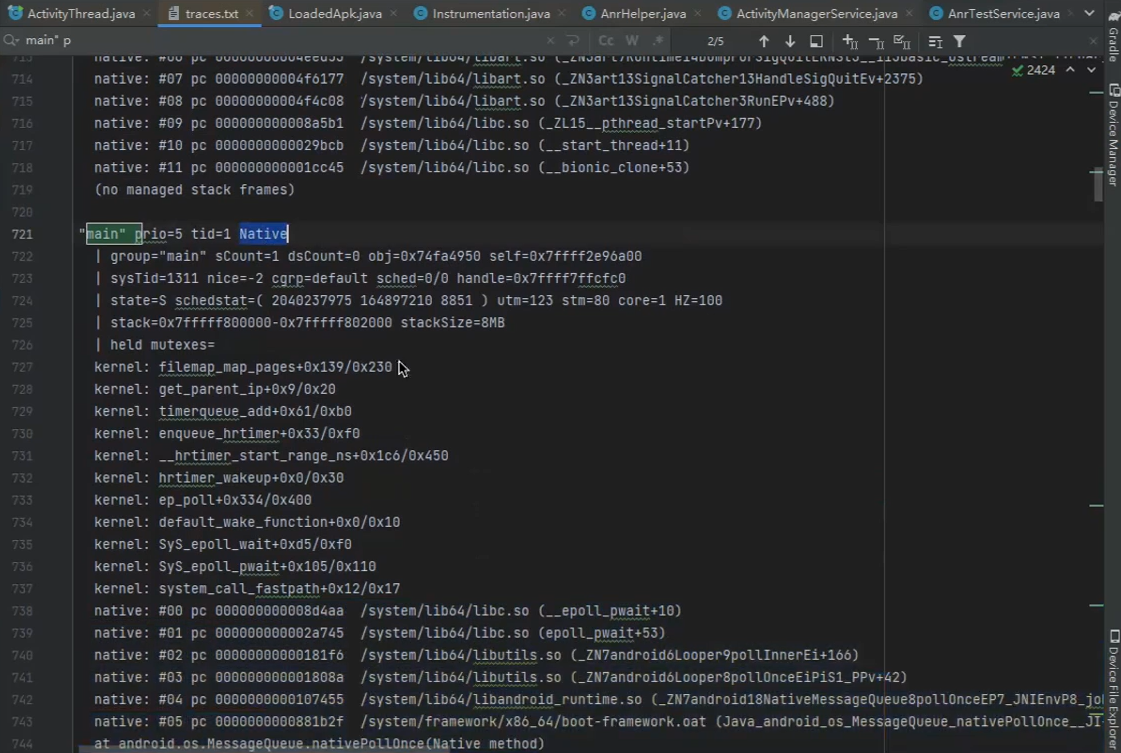 ActivityThread.java
traces.txt
LoadedApk.java
Instrumentation.java
AnrHelper.java
ActivityManagerService.java
AnrTestService.java
main" p
Cc W .*
2/5
Gradle
Device Manager
Device File Explorer
2424
714 native: #07 pc 00000000004f0177 /system/lib64/libart.so (_ZN3art13SignalCatcher13HandleSigQuitEv+2375)
715 native: #08 pc 00000000004f4c08 /system/lib64/libart.so (_ZN3art13SignalCatcher3RunEPv+488)
716 native: #09 pc 000000000008a5b1 /system/lib64/libc.so (_ZL15__pthread_startPv+177)
717 native: #10 pc 0000000000029bcb /system/lib64/libc.so (__start_thread+11)
718 native: #11 pc 000000000001cc45 /system/lib64/libc.so (__bionic_clone+53)
719 (no managed stack frames)
720
721 "main" prio=5 tid=1 Native
722 | group="main" sCount=1 dsCount=0 obj=0x74fa4950 self=0x7ffff2e96a00
723 | sysTid=1311 nice=-2 cgrp=default sched=0/0 handle=0x7ffff7ffcfc0
724 | state=S schedstat=( 2040237975 164897210 8851 ) utm=123 stm=80 core=1 HZ=100
725 | stack=0x7fffff800000-0x7fffff802000 stackSize=8MB
726 | held mutexes=
727 kernel: filemap_map_pages+0x139/0x230
728 kernel: get_parent_ip+0x9/0x20
729 kernel: timerqueue_add+0x61/0xb0
730 kernel: enqueue_hrtimer+0x33/0xf0
731 kernel: __hrtimer_start_range_ns+0x1c6/0x450
732 kernel: hrtimer_wakeup+0x0/0x30
733 kernel: ep_poll+0x334/0x400
734 kernel: default_wake_function+0x0/0x10
735 kernel: SyS_epoll_wait+0xd5/0xf0
736 kernel: SyS_epoll_pwait+0x105/0x110
737 kernel: system_call_fastpath+0x12/0x17
738 native: #00 pc 000000000008d4aa /system/lib64/libc.so (__epoll_pwait+10)
739 native: #01 pc 000000000002a745 /system/lib64/libc.so (epoll_pwait+53)
740 native: #02 pc 00000000000181f6 /system/lib64/libutils.so (_ZN7android6Looper9pollInnerEi+166)
741 native: #03 pc 000000000001808a /system/lib64/libutils.so (_ZN7android6Looper8pollOnceEiPiS1_PPv+42)
742 native: #04 pc 0000000000107455 /system/lib64/libandroid_runtime.so (_ZN7android18NativeMessageQueue8pollOnceEP7_JNIEnvP8_jo
743 native: #05 pc 0000000000881b2f /system/framework/x86_64/boot-framework.oat (Java_android_os_MessageQueue_nativePollOnce__JI
744 at android.os.MessageQueue.nativePollOnce(Native method)